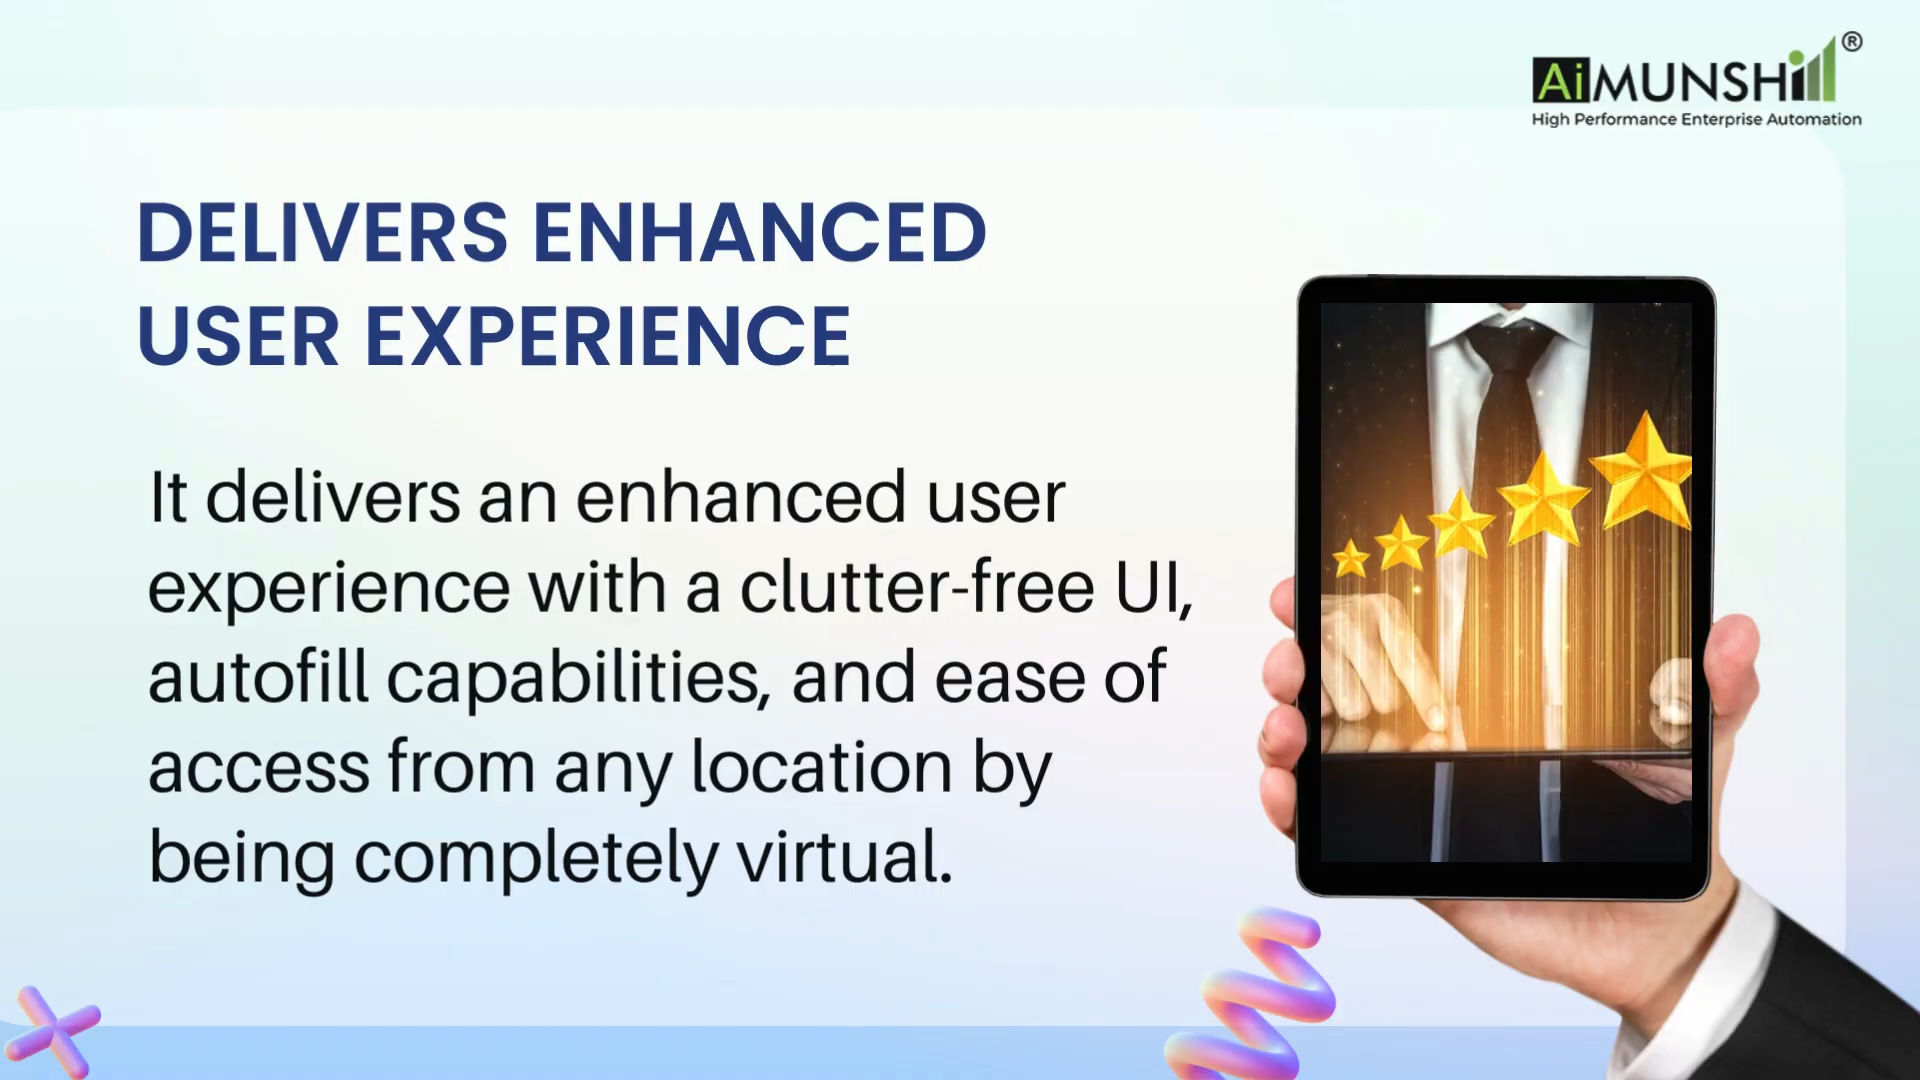 AiMUNSHi®
High Performance Enterprise Automation
DELIVERS ENHANCED
USER EXPERIENCE
It delivers an enhanced user
experience with a clutter-free UI,
autofill capabilities, and ease of
access from any location by
being completely virtual.